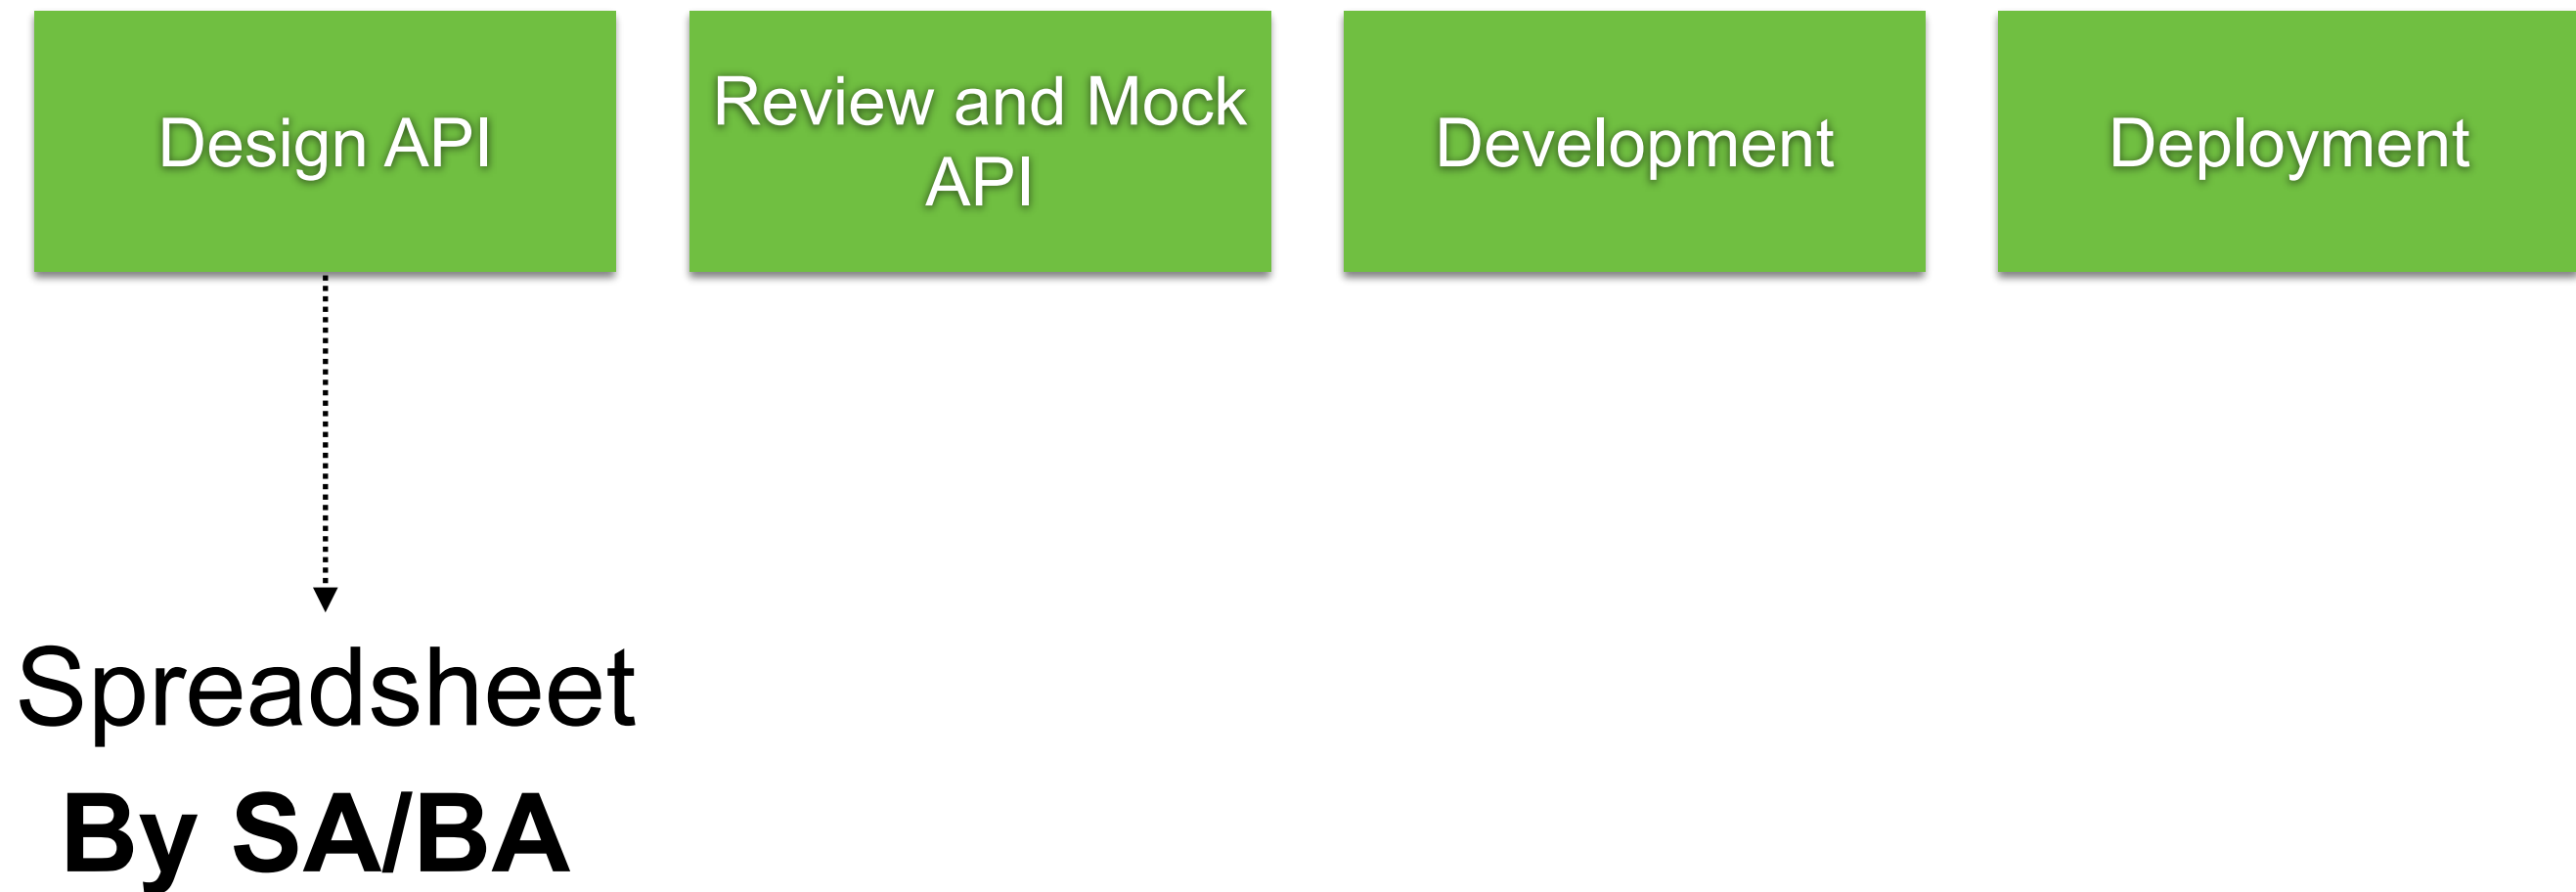 Design API
Review and Mock
API
Development
Deployment
Spreadsheet
By SA/BA